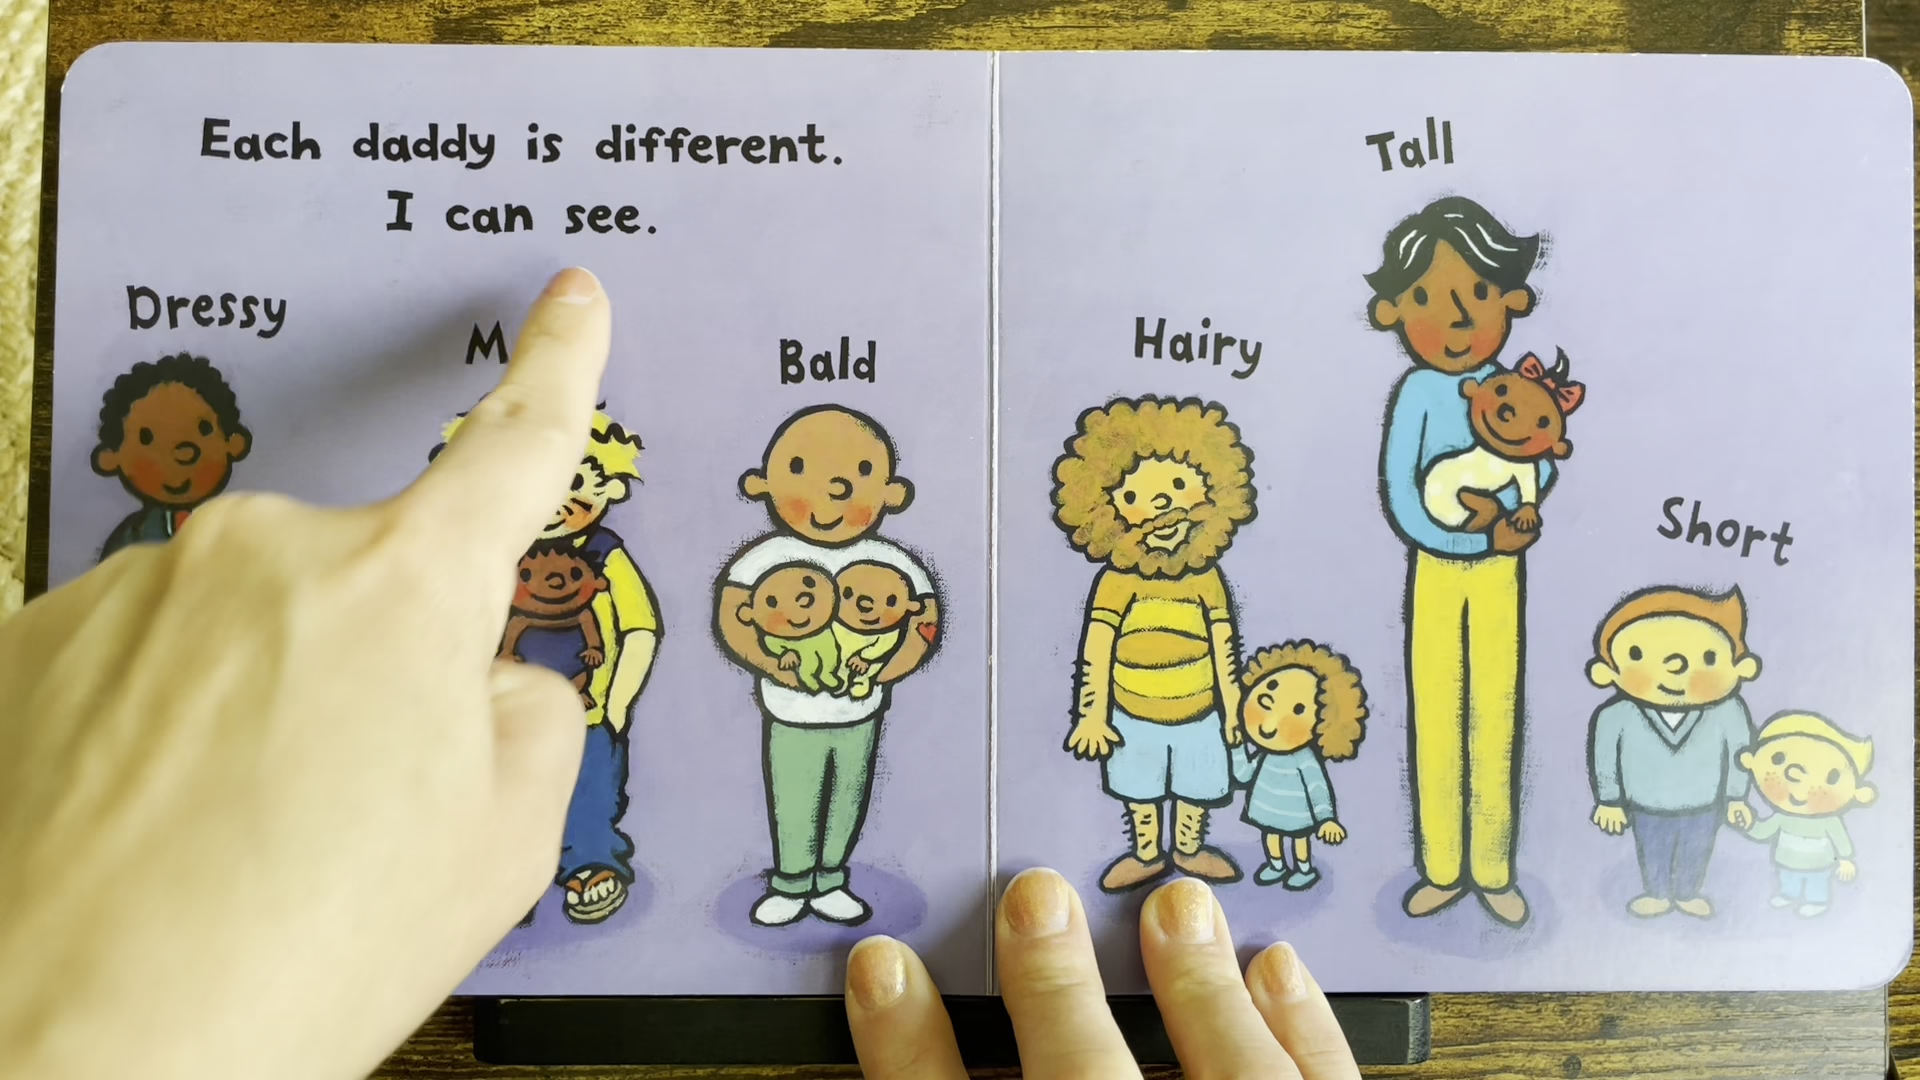 Each daddy is different.
I can see.
Dressy
Bald
Hairy
Tall
Short